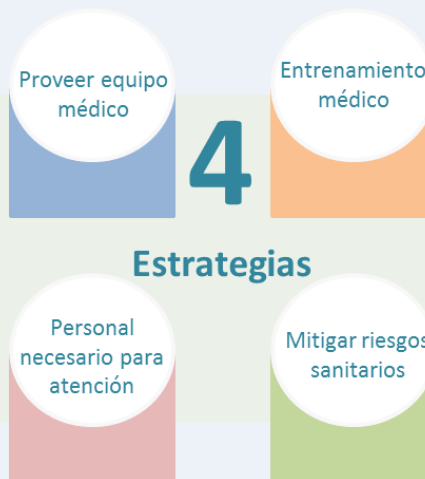 Proveer equipo
médico
Entrenamiento
médico
4
Estrategias
Personal
necesario para
atención
Mitigar riesgos
sanitarios